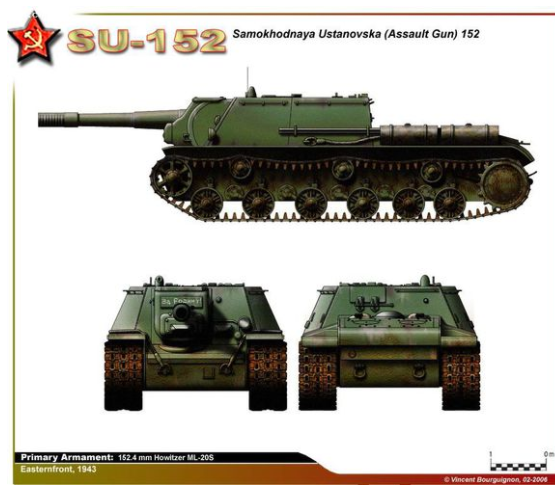 SU-152
Samokhodnaya Ustanovska (Assault Gun) 152
Primary Armament: 152.4 mm Howitzer ML-20S
Easternfront, 1943
1
0m
© Vincent Bourguignon, 02-2006